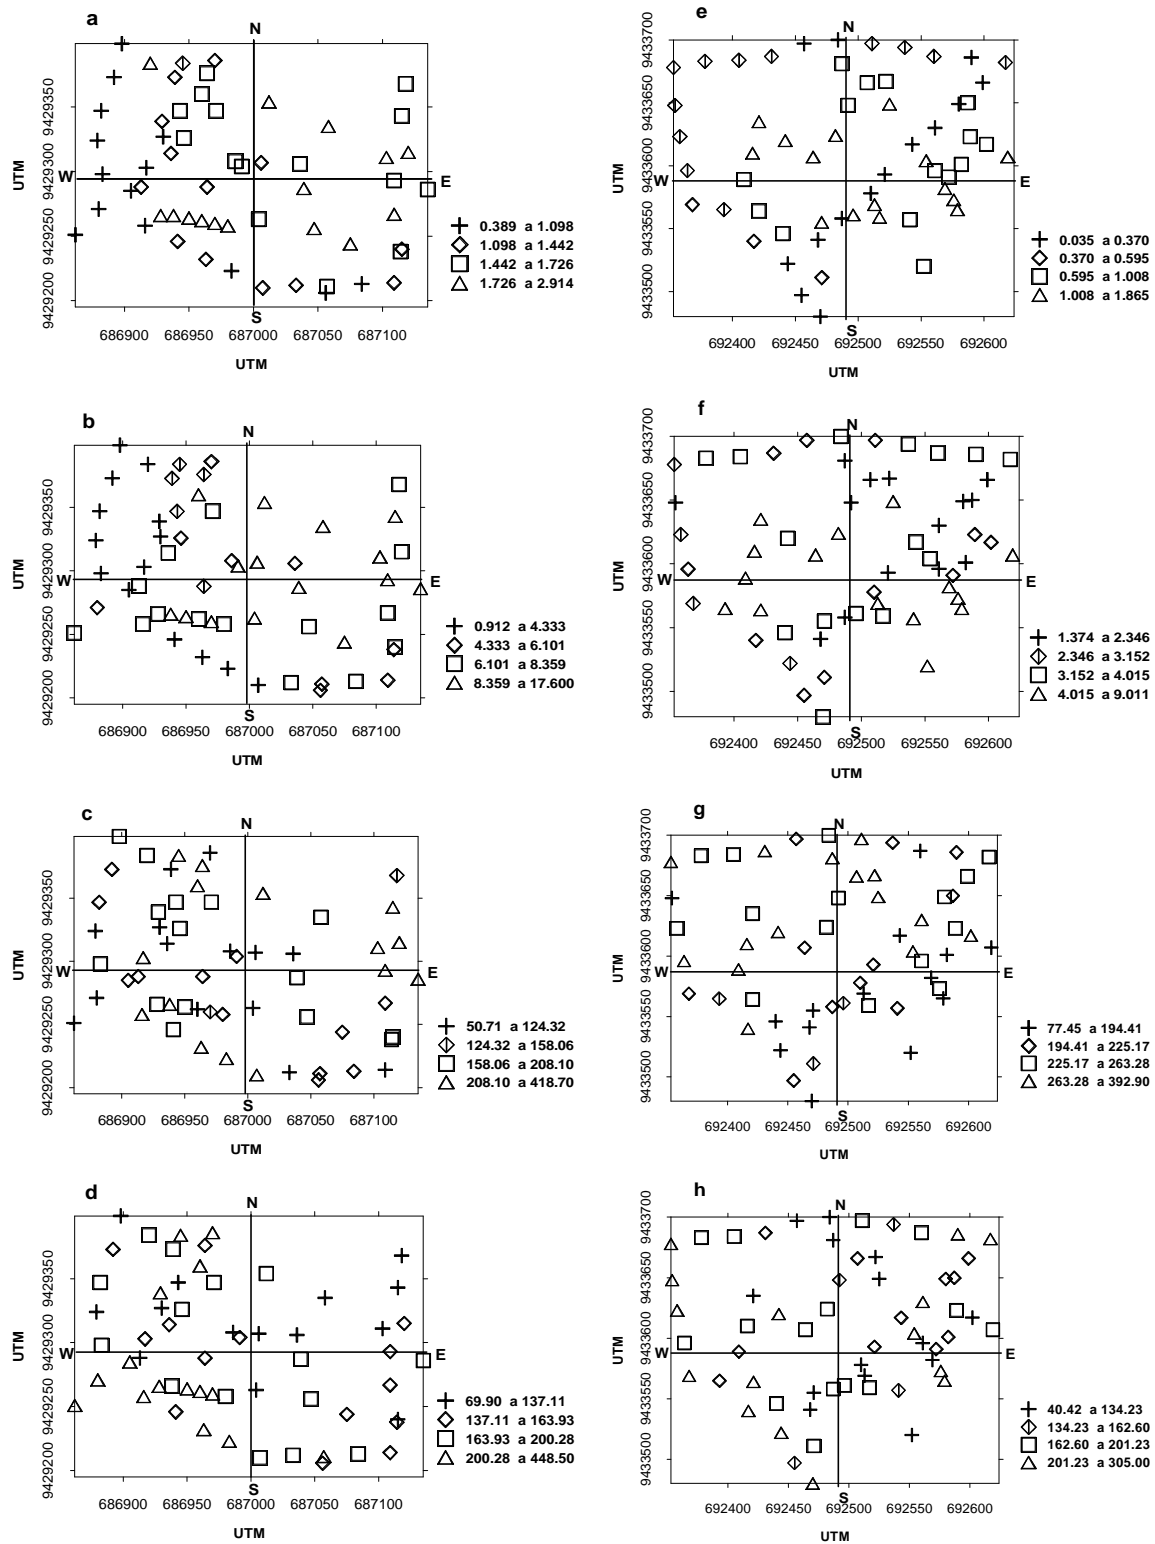 a
N
UTM
9429350
9429300
9429250
9429200
W
E
S
686900 686950 687000 687050 687100
UTM
0.389 a 1.098
1.098 a 1.442
1.442 a 1.726
1.726 a 2.914
e
N
UTM
9433700
9433650
9433600
9433550
9433500
W
E
S
692400 692450 692500 692550 692600
UTM
0.035 a 0.370
0.370 a 0.595
0.595 a 1.008
1.008 a 1.865
b
N
UTM
9429350
9429300
9429250
9429200
W
E
S
686900 686950 687000 687050 687100
UTM
0.912 a 4.333
4.333 a 6.101
6.101 a 8.359
8.359 a 17.600
f
N
UTM
9433700
9433650
9433600
9433550
9433500
W
E
S
692400 692450 692500 692550 692600
UTM
1.374 a 2.346
2.346 a 3.152
3.152 a 4.015
4.015 a 9.011
c
N
UTM
9429350
9429300
9429250
9429200
W
E
S
686900 686950 687000 687050 687100
UTM
50.71 a 124.32
124.32 a 158.06
158.06 a 208.10
208.10 a 418.70
g
N
UTM
9433700
9433650
9433600
9433550
9433500
W
E
S
692400 692450 692500 692550 692600
UTM
77.45 a 194.41
194.41 a 225.17
225.17 a 263.28
263.28 a 392.90
d
N
UTM
9429350
9429300
9429250
9429200
W
E
S
686900 686950 687000 687050 687100
UTM
69.90 a 137.11
137.11 a 163.93
163.93 a 200.28
200.28 a 448.50
h
N
UTM
9433700
9433650
9433600
9433550
9433500
W
E
S
692400 692450 692500 692550 692600
UTM
40.42 a 134.23
134.23 a 162.60
162.60 a 201.23
201.23 a 305.00